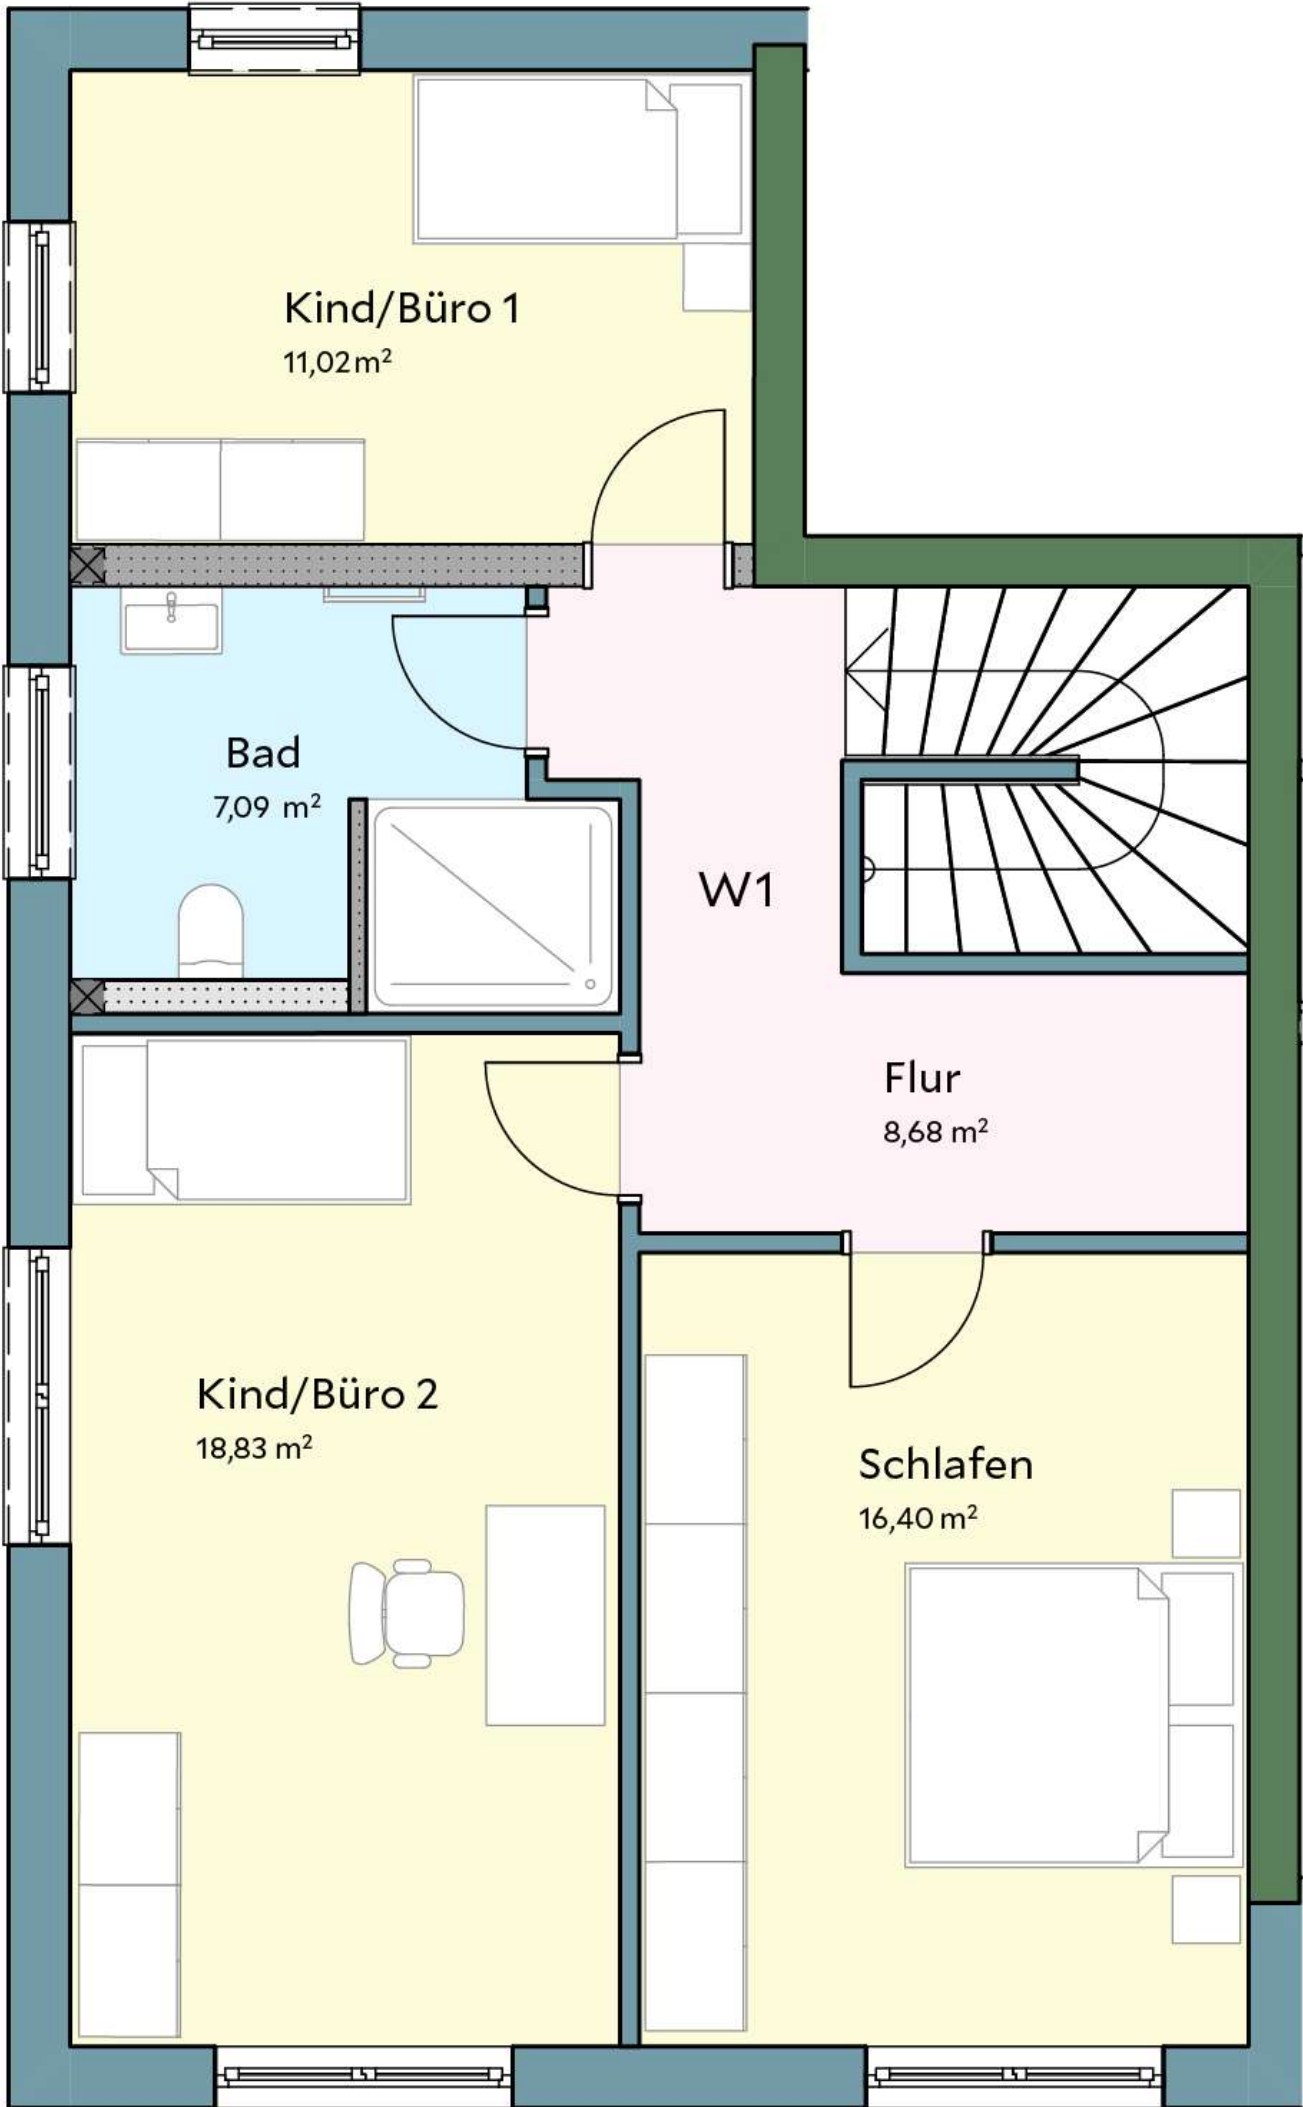 Kind/Büro 1
11,02 m²
Bad
7,09 m²
W1
Flur
8,68 m²
Kind/Büro 2
18,83 m²
Schlafen
16,40 m²